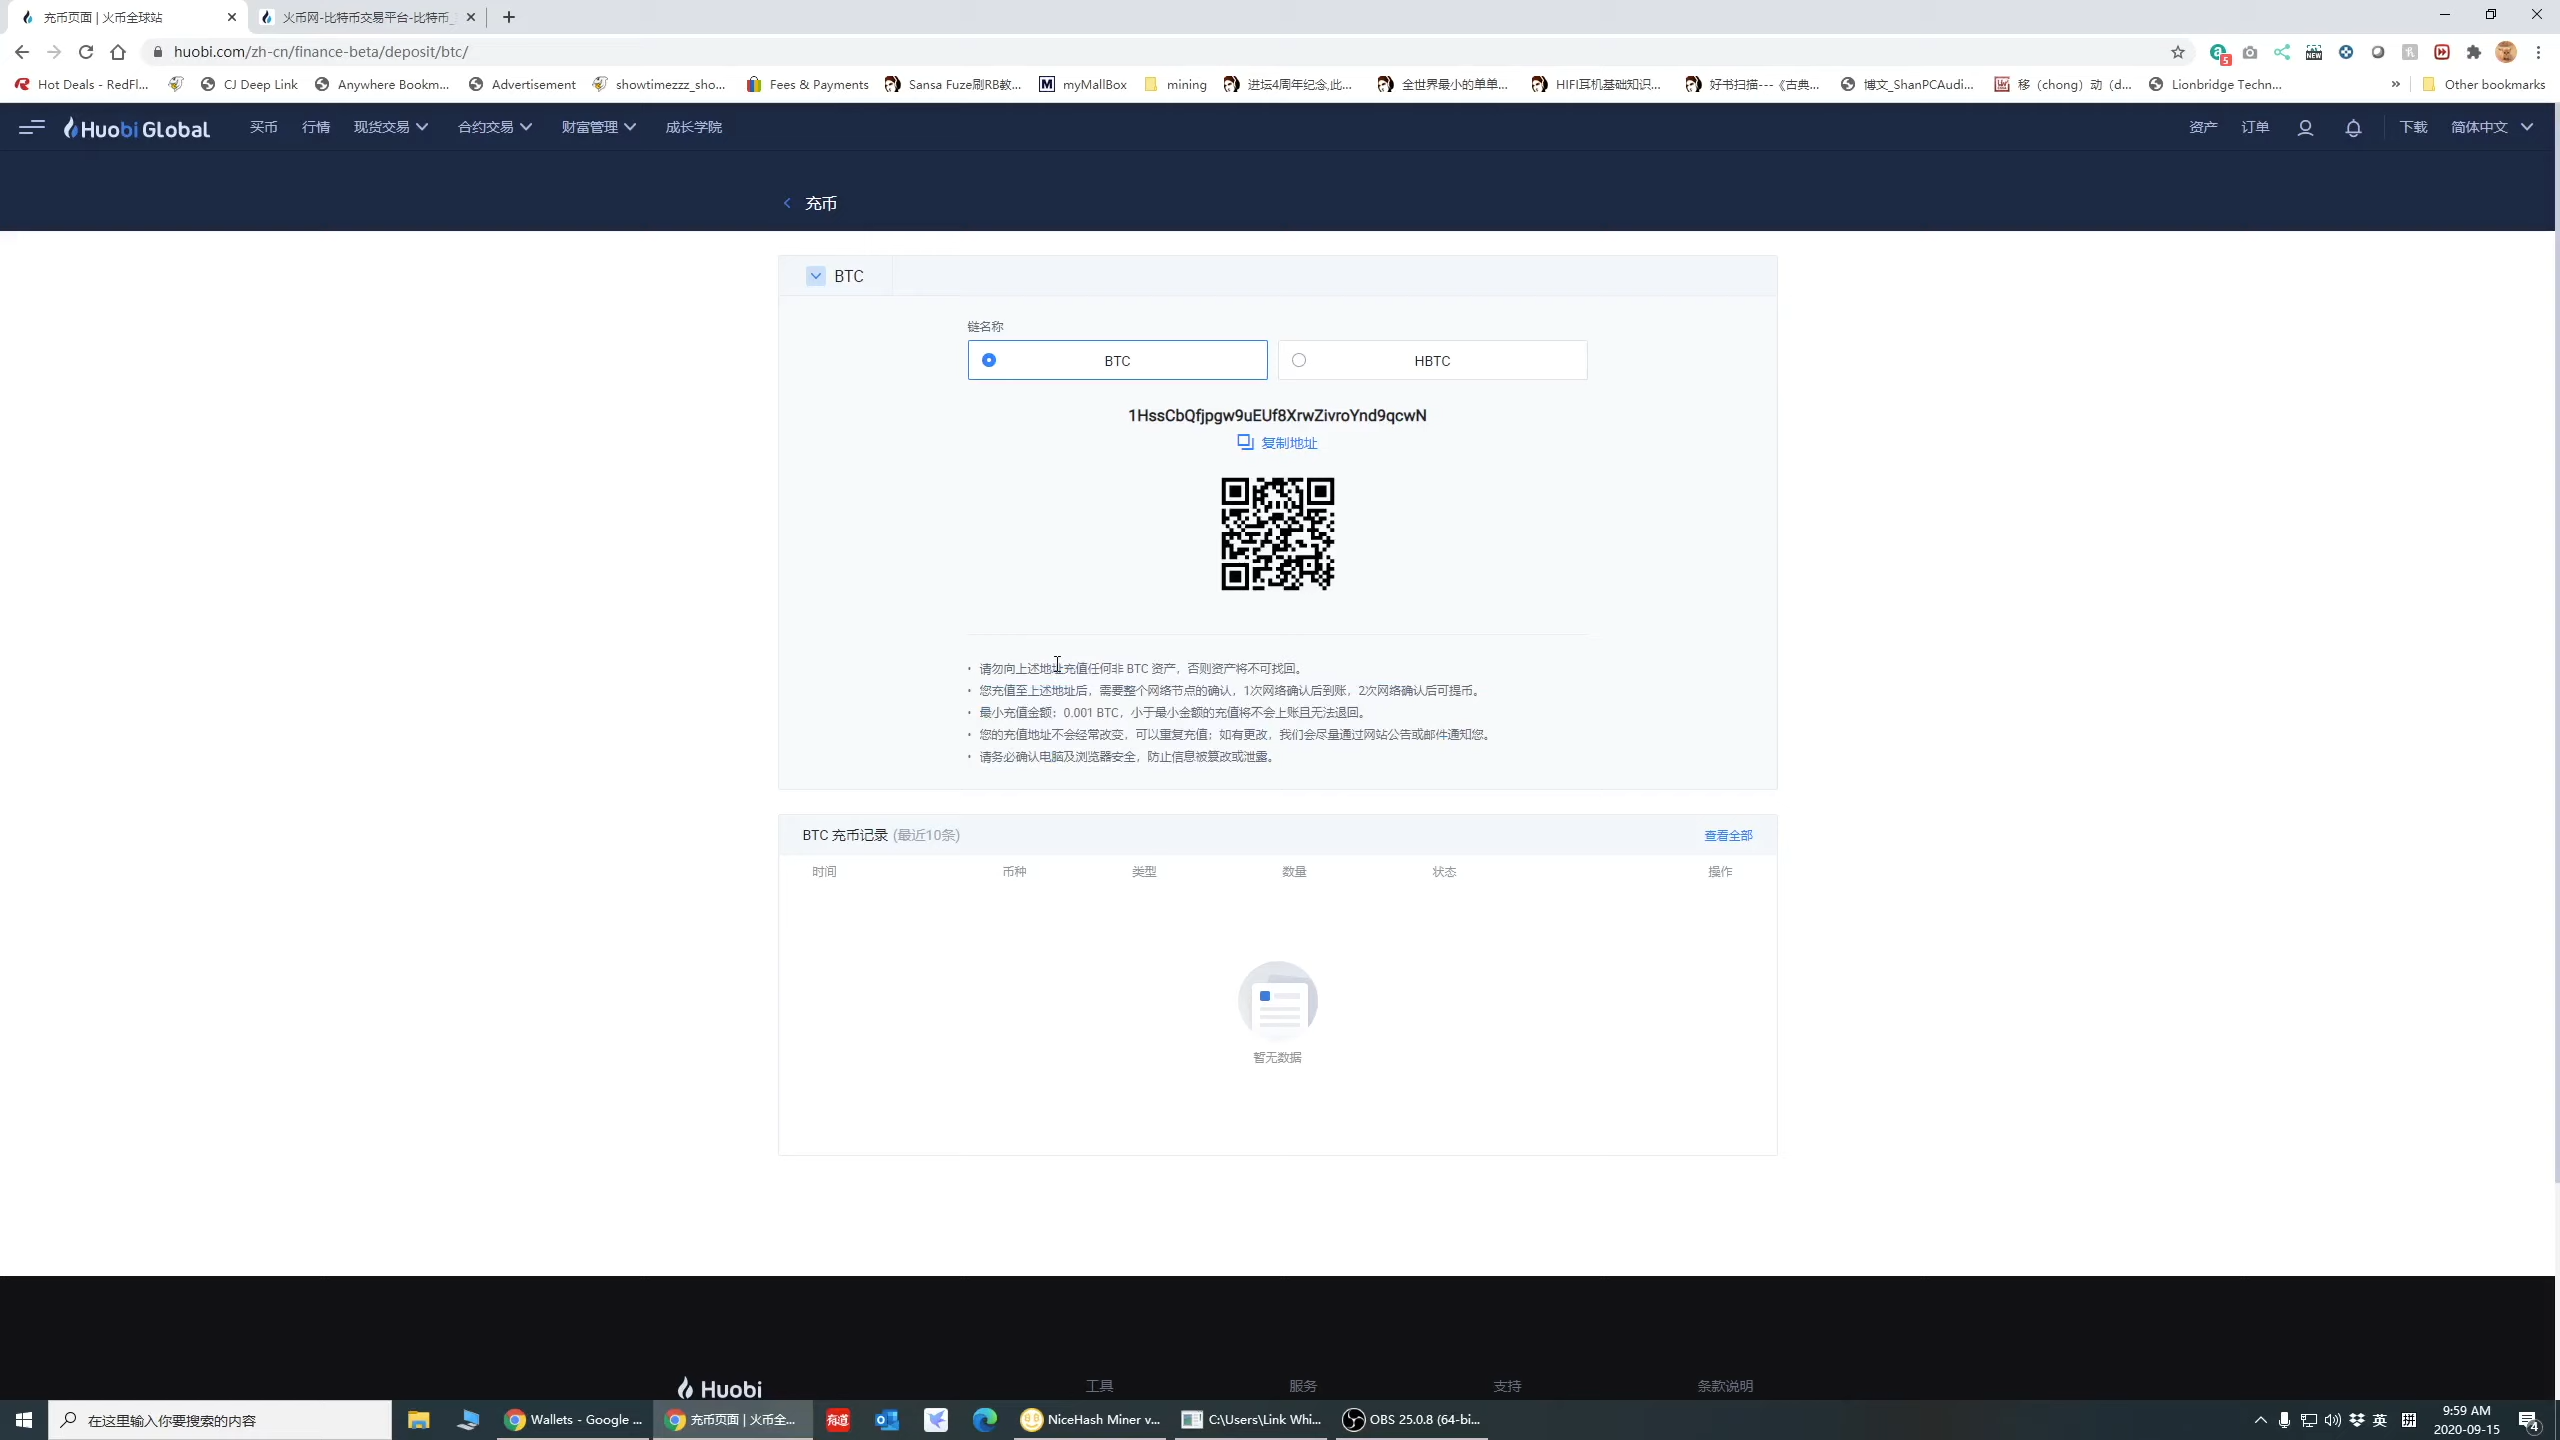 充币页面 | 火币全球站
火币网-比特币交易平台-比特币_
huobi.com/zh-cn/finance-beta/deposit/btc/
Hot Deals - RedFl...
CJ Deep Link
Anywhere Bookm...
Advertisement
showtimezzz_sho...
Fees & Payments
Sansa Fuze刷RB教...
myMallBox
mining
进坛4周年纪念,此...
全世界最小的单单...
HIFI耳机基础知识...
好书扫描---《古典...
博文_ShanPCAudi...
移（chong）动（d...
Lionbridge Techn...
»
Other bookmarks
Huobi Global
买币
行情
现货交易
合约交易
财富管理
成长学院
资产
订单
下载
简体中文
充币
BTC
链名称
BTC
HBTC
1HssCbQfjpgw9uEUf8XrwZivroYnd9qcwN
复制地址
· 请勿向上述地址充值任何非 BTC 资产，否则资产将不可找回。
· 您充值至上述地址后，需要整个网络节点的确认，1次网络确认后到账，2次网络确认后可提币。
· 最小充值金额：0.001 BTC，小于最小金额的充值将不会上账且无法退回。
· 您的充值地址不会经常改变，可以重复充值；如有更改，我们会尽量通过网站公告或邮件通知您。
· 请务必确认电脑及浏览器安全，防止信息被篡改或泄露。
BTC 充币记录 (最近10条)
查看全部
时间
币种
类型
数量
状态
操作
暂无数据
Huobi
工具
服务
支持
条款说明
在这里输入你要搜索的内容
Wallets - Google ...
充币页面 | 火币全...
有道
NiceHash Miner v...
C:\Users\Link Whi...
OBS 25.0.8 (64-bi...
英
拼
9:59 AM
2020-09-15
4